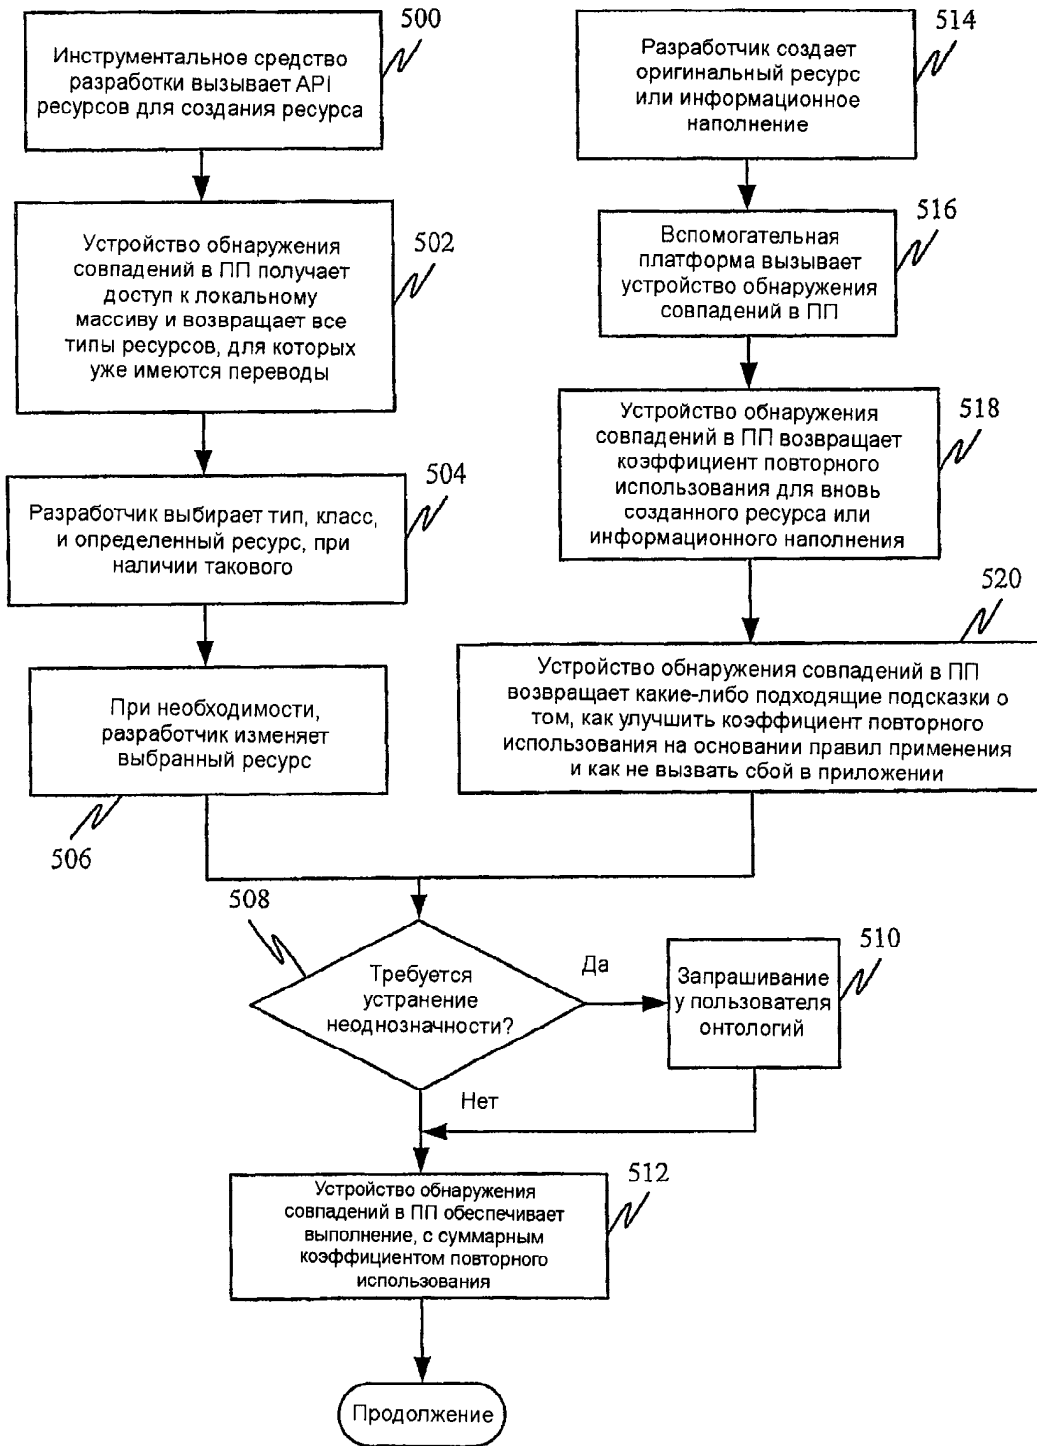 500
Инструментальное средство
разработки вызывает API
ресурсов для создания ресурса
502
Устройство обнаружения
совпадений в ПП получает
доступ к локальному
массиву и возвращает все
типы ресурсов, для которых
уже имеются переводы
504
Разработчик выбирает тип, класс,
и определенный ресурс, при
наличии такового
При необходимости,
разработчик изменяет
выбранный ресурс
506
514
Разработчик создает
оригинальный ресурс
или информационное
наполнение
516
Вспомогательная
платформа вызывает
устройство обнаружения
совпадений в ПП
518
Устройство обнаружения
совпадений в ПП возвращает
коэффициент повторного
использования для вновь
созданного ресурса или
информационного наполнения
520
Устройство обнаружения совпадений в ПП
возвращает какие-либо подходящие подсказки о
том, как улучшить коэффициент повторного
использования на основании правил применения
и как не вызвать сбой в приложении
508
Требуется
устранение
неоднозначности?
Да
510
Запрашивание
у пользователя
онтологий
Нет
512
Устройство обнаружения
совпадений в ПП обеспечивает
выполнение, с суммарным
коэффициентом повторного
использования
Продолжение